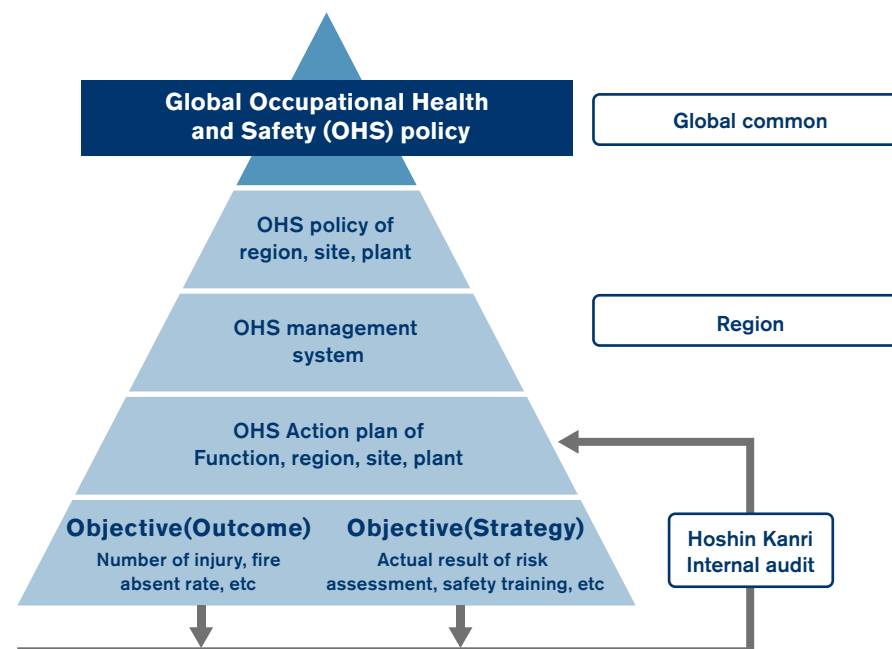 Global Occupational Health
and Safety (OHS) policy
Global common
OHS policy of
region, site, plant
OHS management
system
Region
OHS Action plan of
Function, region, site, plant
Objective(Outcome)
Number of injury, fire
absent rate, etc
Objective(Strategy)
Actual result of risk
assessment, safety training, etc
Hoshin Kanri
Internal audit